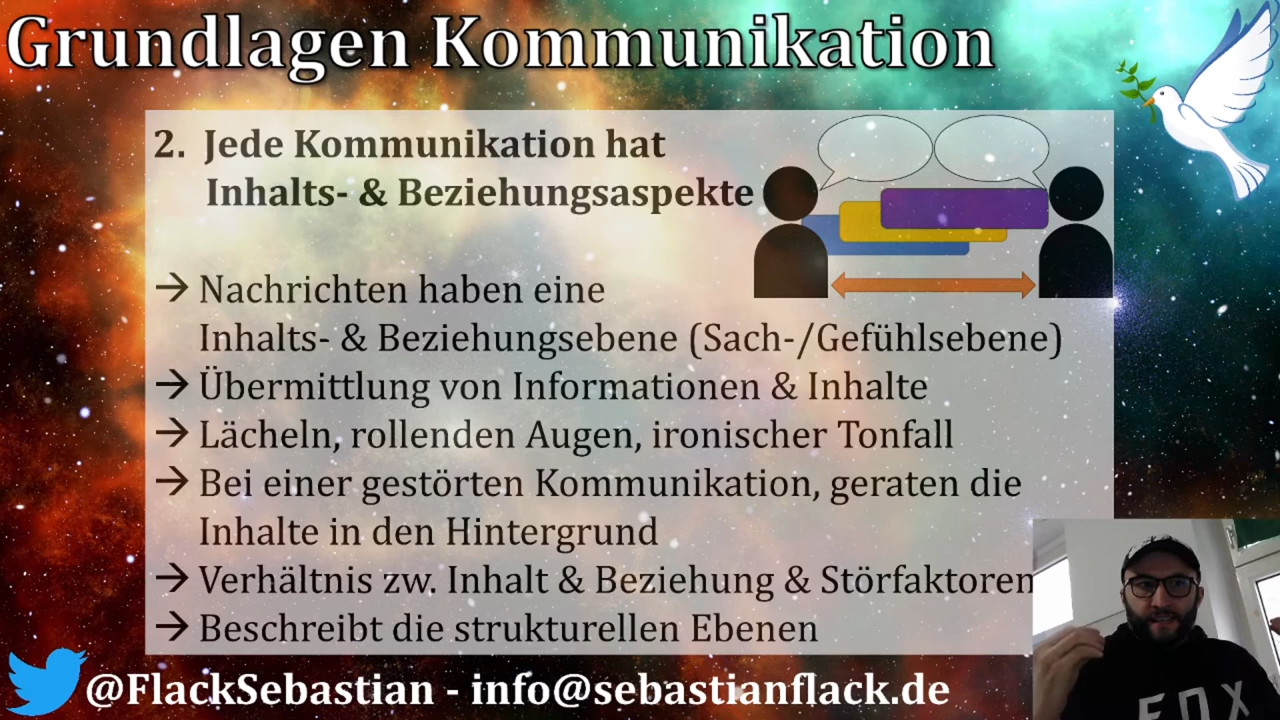 Grundlagen Kommunikation
2. Jede Kommunikation hat
Inhalts- & Beziehungsaspekte
→ Nachrichten haben eine
Inhalts- & Beziehungsebene (Sach-/Gefühlsebene)
→ Übermittlung von Informationen & Inhalte
→ Lächeln, rollenden Augen, ironischer Tonfall
→ Bei einer gestörten Kommunikation, geraten die
Inhalte in den Hintergrund
→ Verhältnis zw. Inhalt & Beziehung & Störfaktoren
→ Beschreibt die strukturellen Ebenen
@FlackSebastian - info@sebastianflack.de
FOX